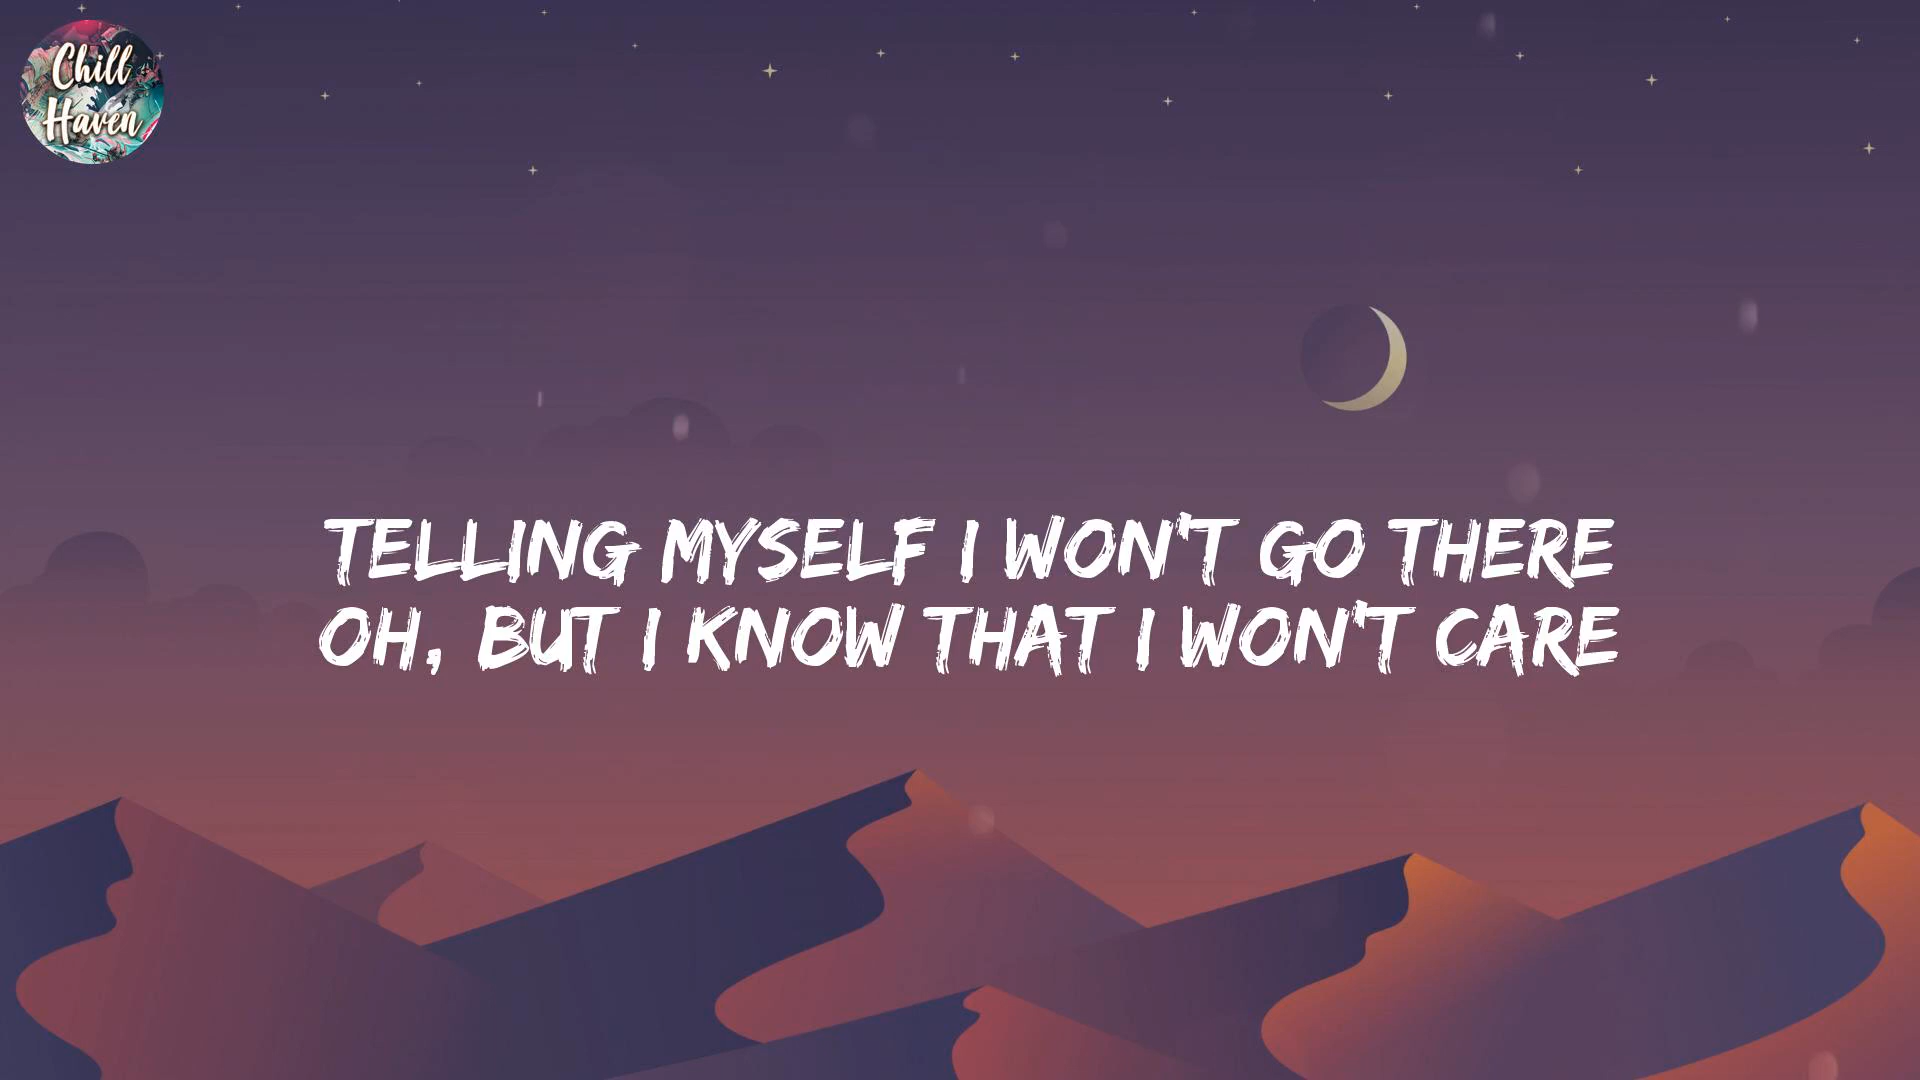 Chill
Haven
TELLING MYSELF I WON'T GO THERE
OH, BUT I KNOW THAT I WON'T CARE